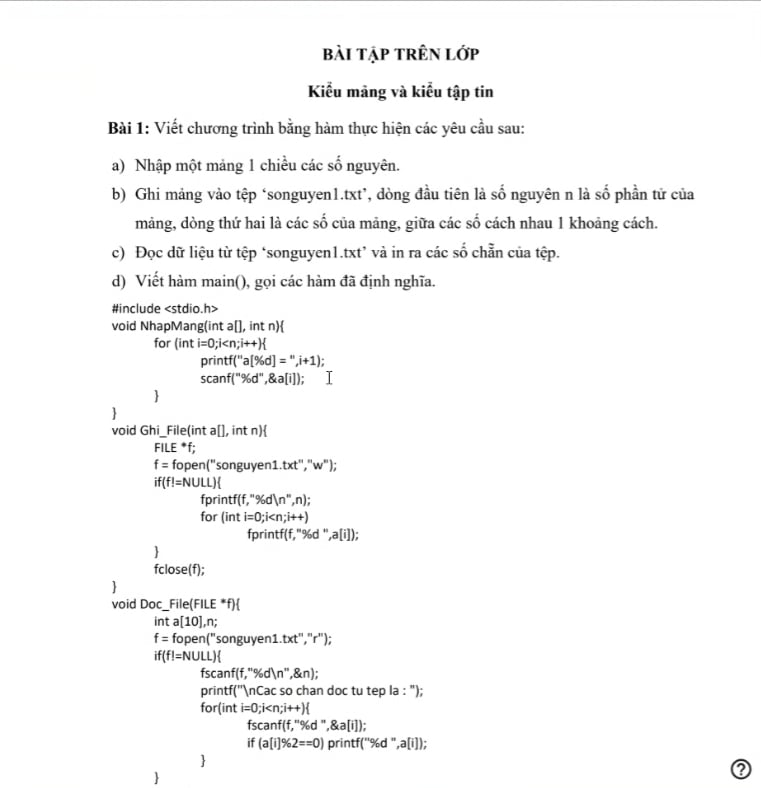 BÀI TẬP TRÊN LỚP
Kiểu mảng và kiểu tập tin
Bài 1: Viết chương trình bằng hàm thực hiện các yêu cầu sau:
a) Nhập một mảng 1 chiều các số nguyên.
b) Ghi mảng vào tệp ‘songuyen1.txt’, dòng đầu tiên là số nguyên n là số phần tử của
mảng, dòng thứ hai là các số của mảng, giữa các số cách nhau 1 khoảng cách.
c) Đọc dữ liệu từ tệp ‘songuyen1.txt’ và in ra các số chẵn của tệp.
d) Viết hàm main(), gọi các hàm đã định nghĩa.
#include <stdio.h>
void NhapMang(int a[], int n){
for (int i=0;i<n;i++){
printf("a[%d] = ",i+1);
scanf("%d",&a[i]);
}
}
void Ghi_File(int a[], int n){
FILE *f;
f = fopen("songuyen1.txt","w");
if(f!=NULL){
fprintf(f,"%d\n",n);
for (int i=0;i<n;i++)
fprintf(f,"%d ",a[i]);
}
fclose(f);
}
void Doc_File(FILE *f){
int a[10],n;
f = fopen("songuyen1.txt","r");
if(f!=NULL){
fscanf(f,"%d\n",&n);
printf("\nCac so chan doc tu tep la : ");
for(int i=0;i<n;i++){
fscanf(f,"%d ",&a[i]);
if (a[i]%2==0) printf("%d ",a[i]);
}
}